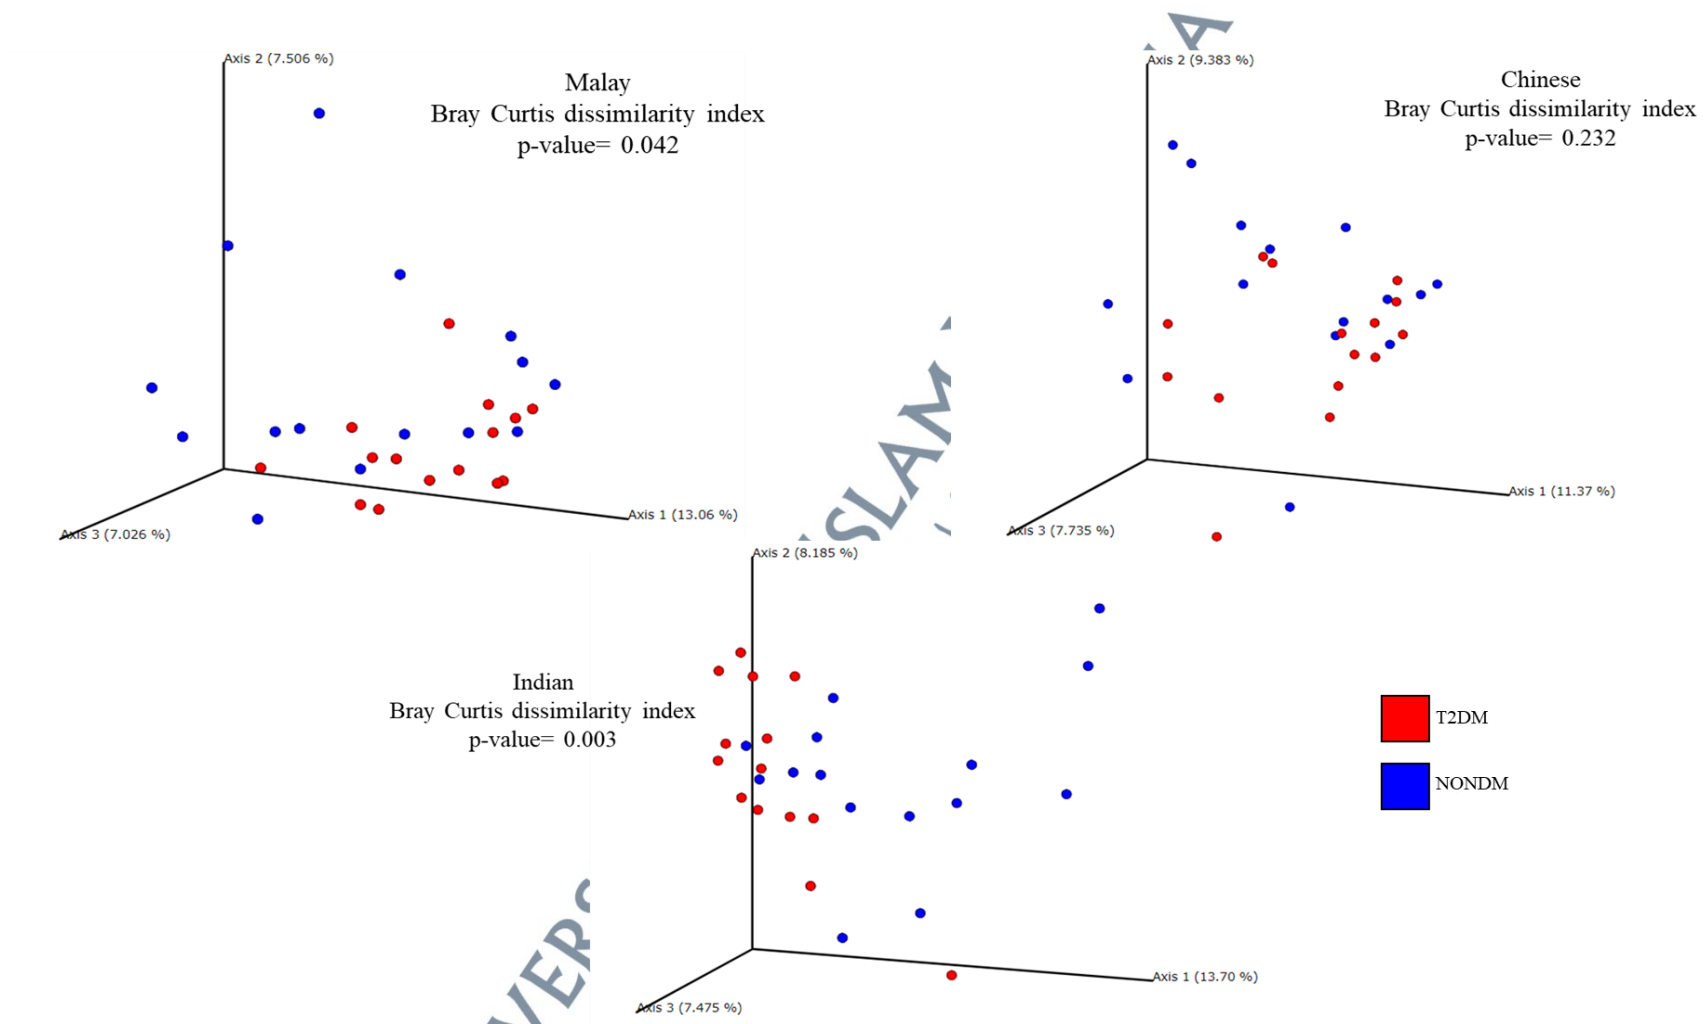 Axis 2 (7.506 %)
Malay
Bray Curtis dissimilarity index
p-value= 0.042
Axis 1 (13.06 %)
Axis 3 (7.026 %)
A
Axis 2 (9.383 %)
Chinese
Bray Curtis dissimilarity index
p-value= 0.232
Axis 1 (11.37 %)
Axis 3 (7.735 %)
SLAM
Axis 2 (8.185 %)
Indian
Bray Curtis dissimilarity index
p-value= 0.003
Axis 1 (13.70 %)
Axis 3 (7.475 %)
T2DM
NONDM
VERS